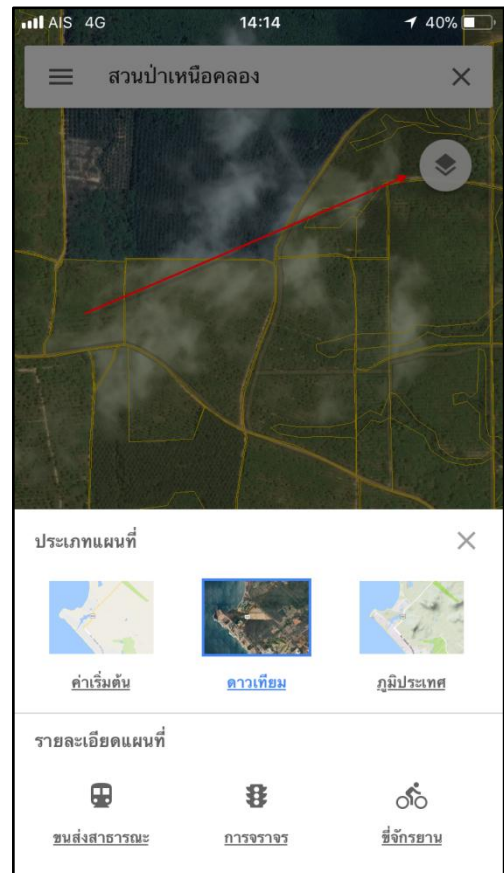 AIS 4G 14:14 40%
สวนป่าเหนือคลอง
ประเภทแผนที่
ค่าเริ่มต้น ดาวเทียม ภูมิประเทศ
รายละเอียดแผนที่
ขนส่งสาธารณะ การจราจร ขี่จักรยาน